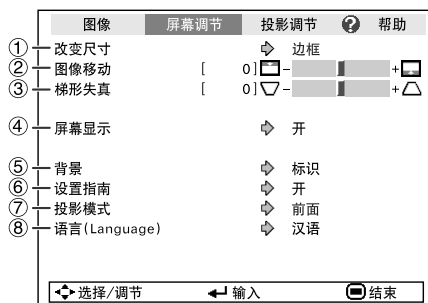 图像 屏幕调节 投影调节 ? 帮助
① 改变尺寸 边框
② 图像移动 [ 0] − +
③ 梯形失真 [ 0] − +
④ 屏幕显示 开
⑤ 背景 标识
⑥ 设置指南 开
⑦ 投影模式 前面
⑧ 语言(Language) 汉语
选择/调节 输入 结束